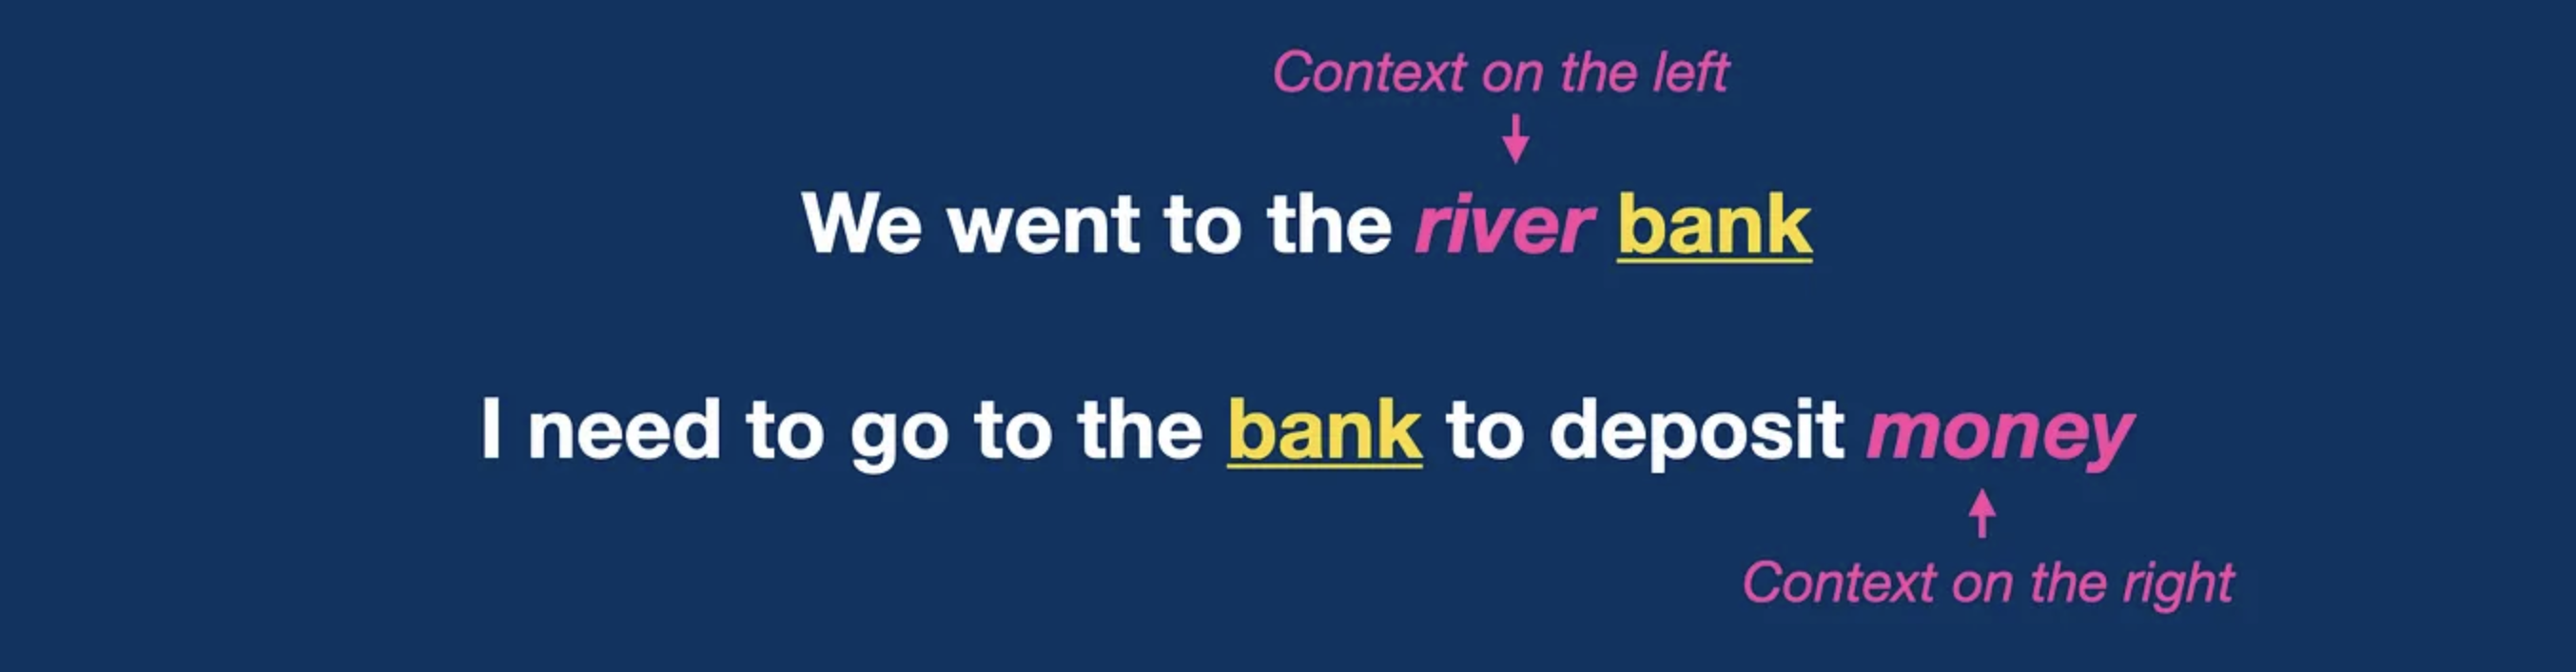 Context on the left
We went to the river bank
I need to go to the bank to deposit money
Context on the right